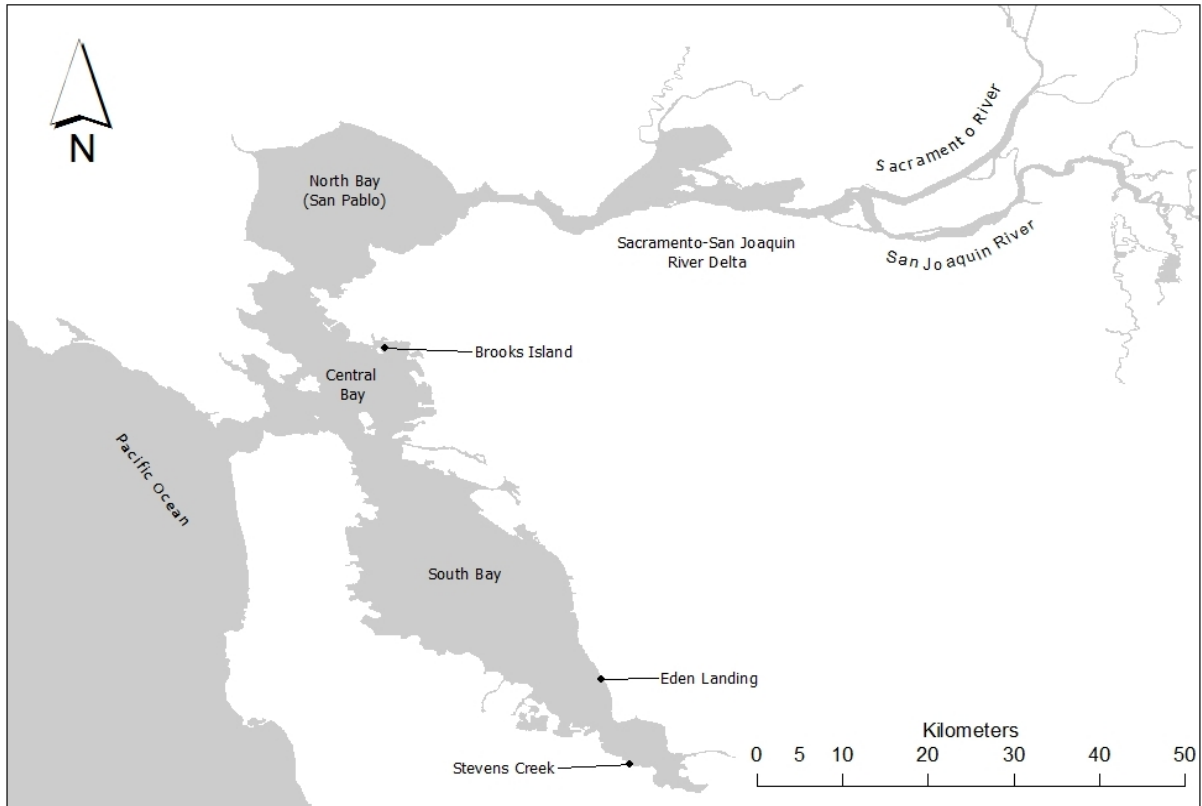 N
North Bay
(San Pablo)
Sacramento River
Sacramento-San Joaquin
River Delta
San Joaquin River
Brooks Island
Central
Bay
Pacific Ocean
South Bay
Eden Landing
Stevens Creek
Kilometers
0 5 10 20 30 40 50